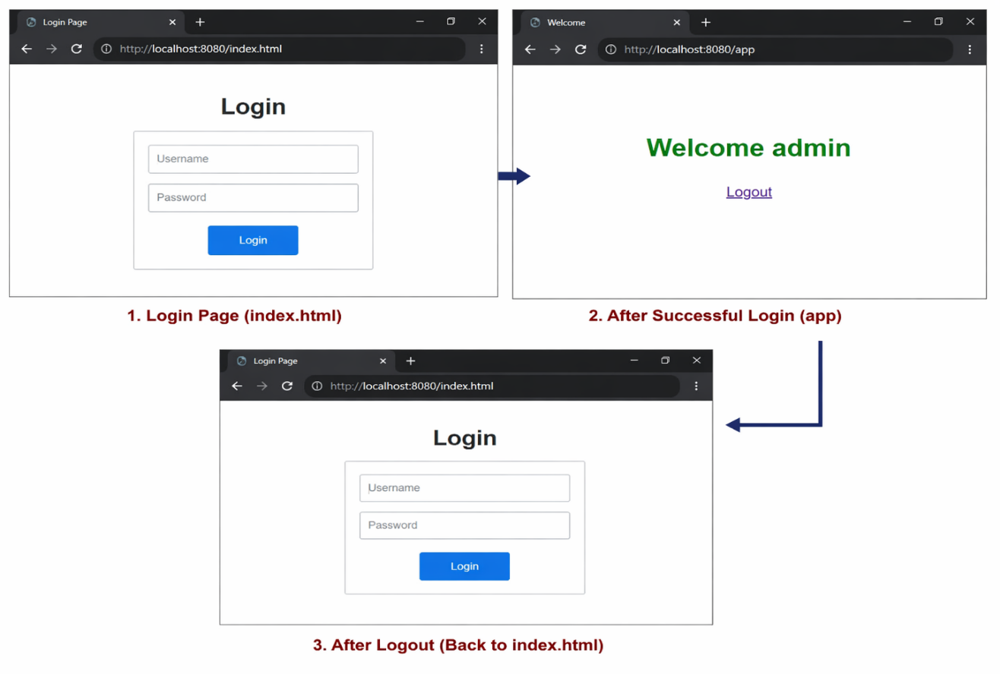 Login Page
http://localhost:8080/index.html
Login
Username
Password
Login
1. Login Page (index.html)
Welcome
http://localhost:8080/app
Welcome admin
Logout
2. After Successful Login (app)
Login Page
http://localhost:8080/index.html
Login
Username
Password
Login
3. After Logout (Back to index.html)